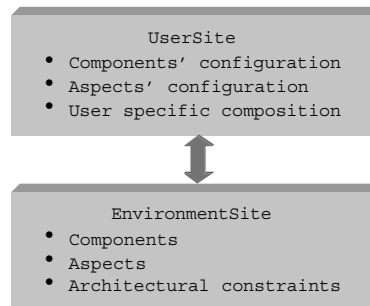 UserSite
• Components' configuration
• Aspects' configuration
• User specific composition
EnvironmentSite
• Components
• Aspects
• Architectural constraints